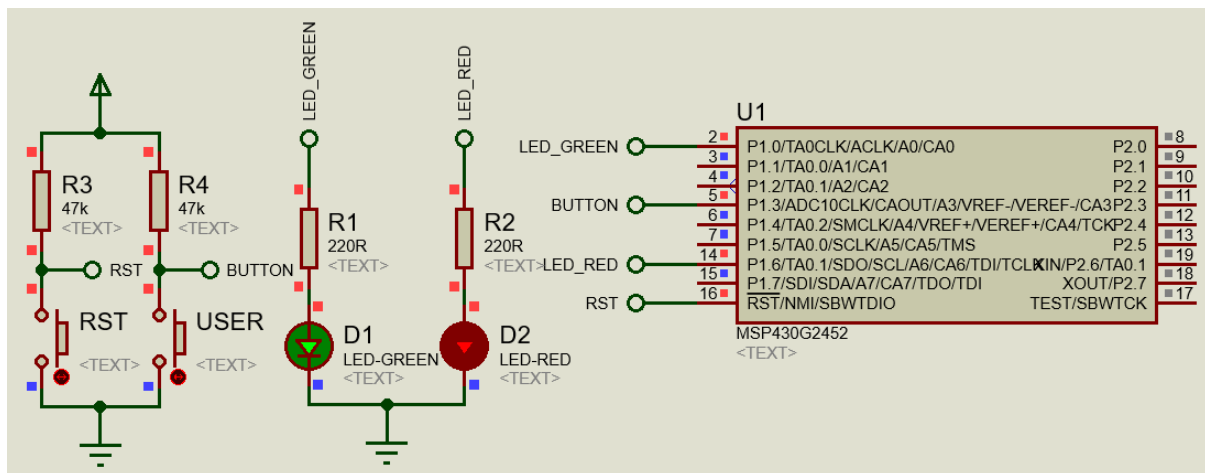 R3
47k
<TEXT>
R4
47k
<TEXT>
RST
BUTTON
RST
<TEXT>
USER
<TEXT>
LED_GREEN
LED_RED
R1
220R
<TEXT>
R2
220R
<TEXT>
D1
LED-GREEN
<TEXT>
D2
LED-RED
<TEXT>
LED_GREEN
BUTTON
LED_RED
RST
U1
2 P1.0/TA0CLK/ACLK/A0/CA0 P2.0 8
3 P1.1/TA0.0/A1/CA1 P2.1 9
4 P1.2/TA0.1/A2/CA2 P2.2 10
5 P1.3/ADC10CLK/CAOUT/A3/VREF-/VEREF-/CA3 P2.3 11
6 P1.4/TA0.2/SMCLK/A4/VREF+/VEREF+/CA4/TCK P2.4 12
7 P1.5/TA0.0/SCLK/A5/CA5/TMS P2.5 13
14 P1.6/TA0.1/SDO/SCL/A6/CA6/TDI/TCLK XIN/P2.6/TA0.1 19
15 P1.7/SDI/SDA/A7/CA7/TDO/TDI XOUT/P2.7 18
16 RST/NMI/SBWTDIO TEST/SBWTCK 17
MSP430G2452
<TEXT>